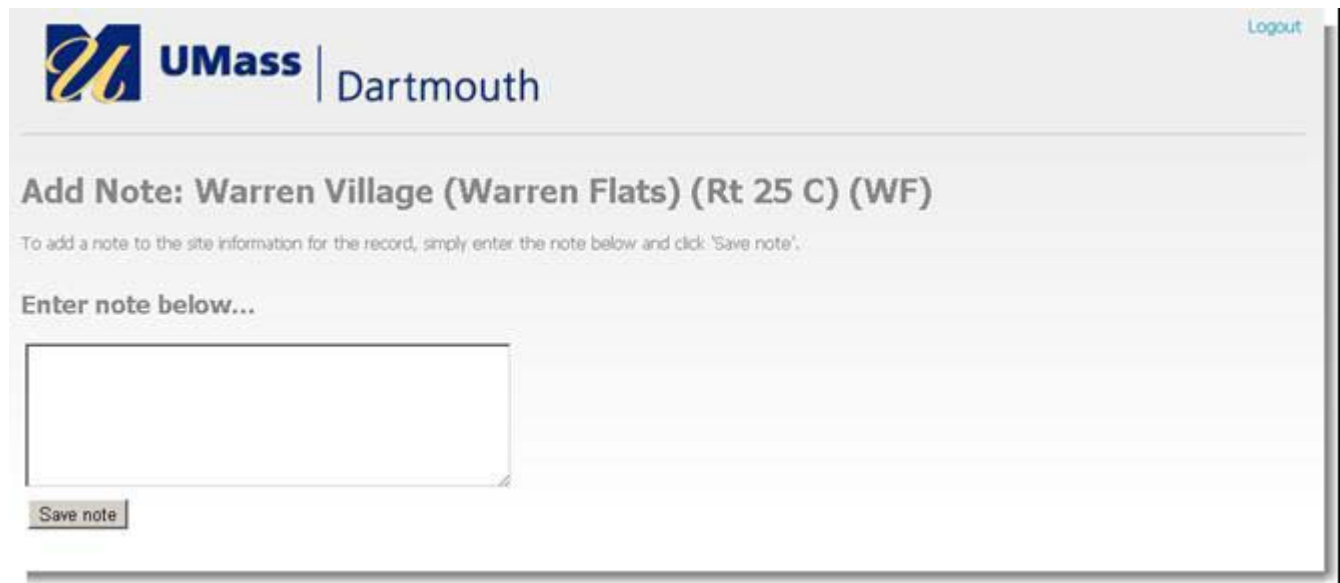 Logout
UMass
Dartmouth
Add Note: Warren Village (Warren Flats) (Rt 25 C) (WF)
To add a note to the site information for the record, simply enter the note below and click 'Save note'.
Enter note below...
Save note